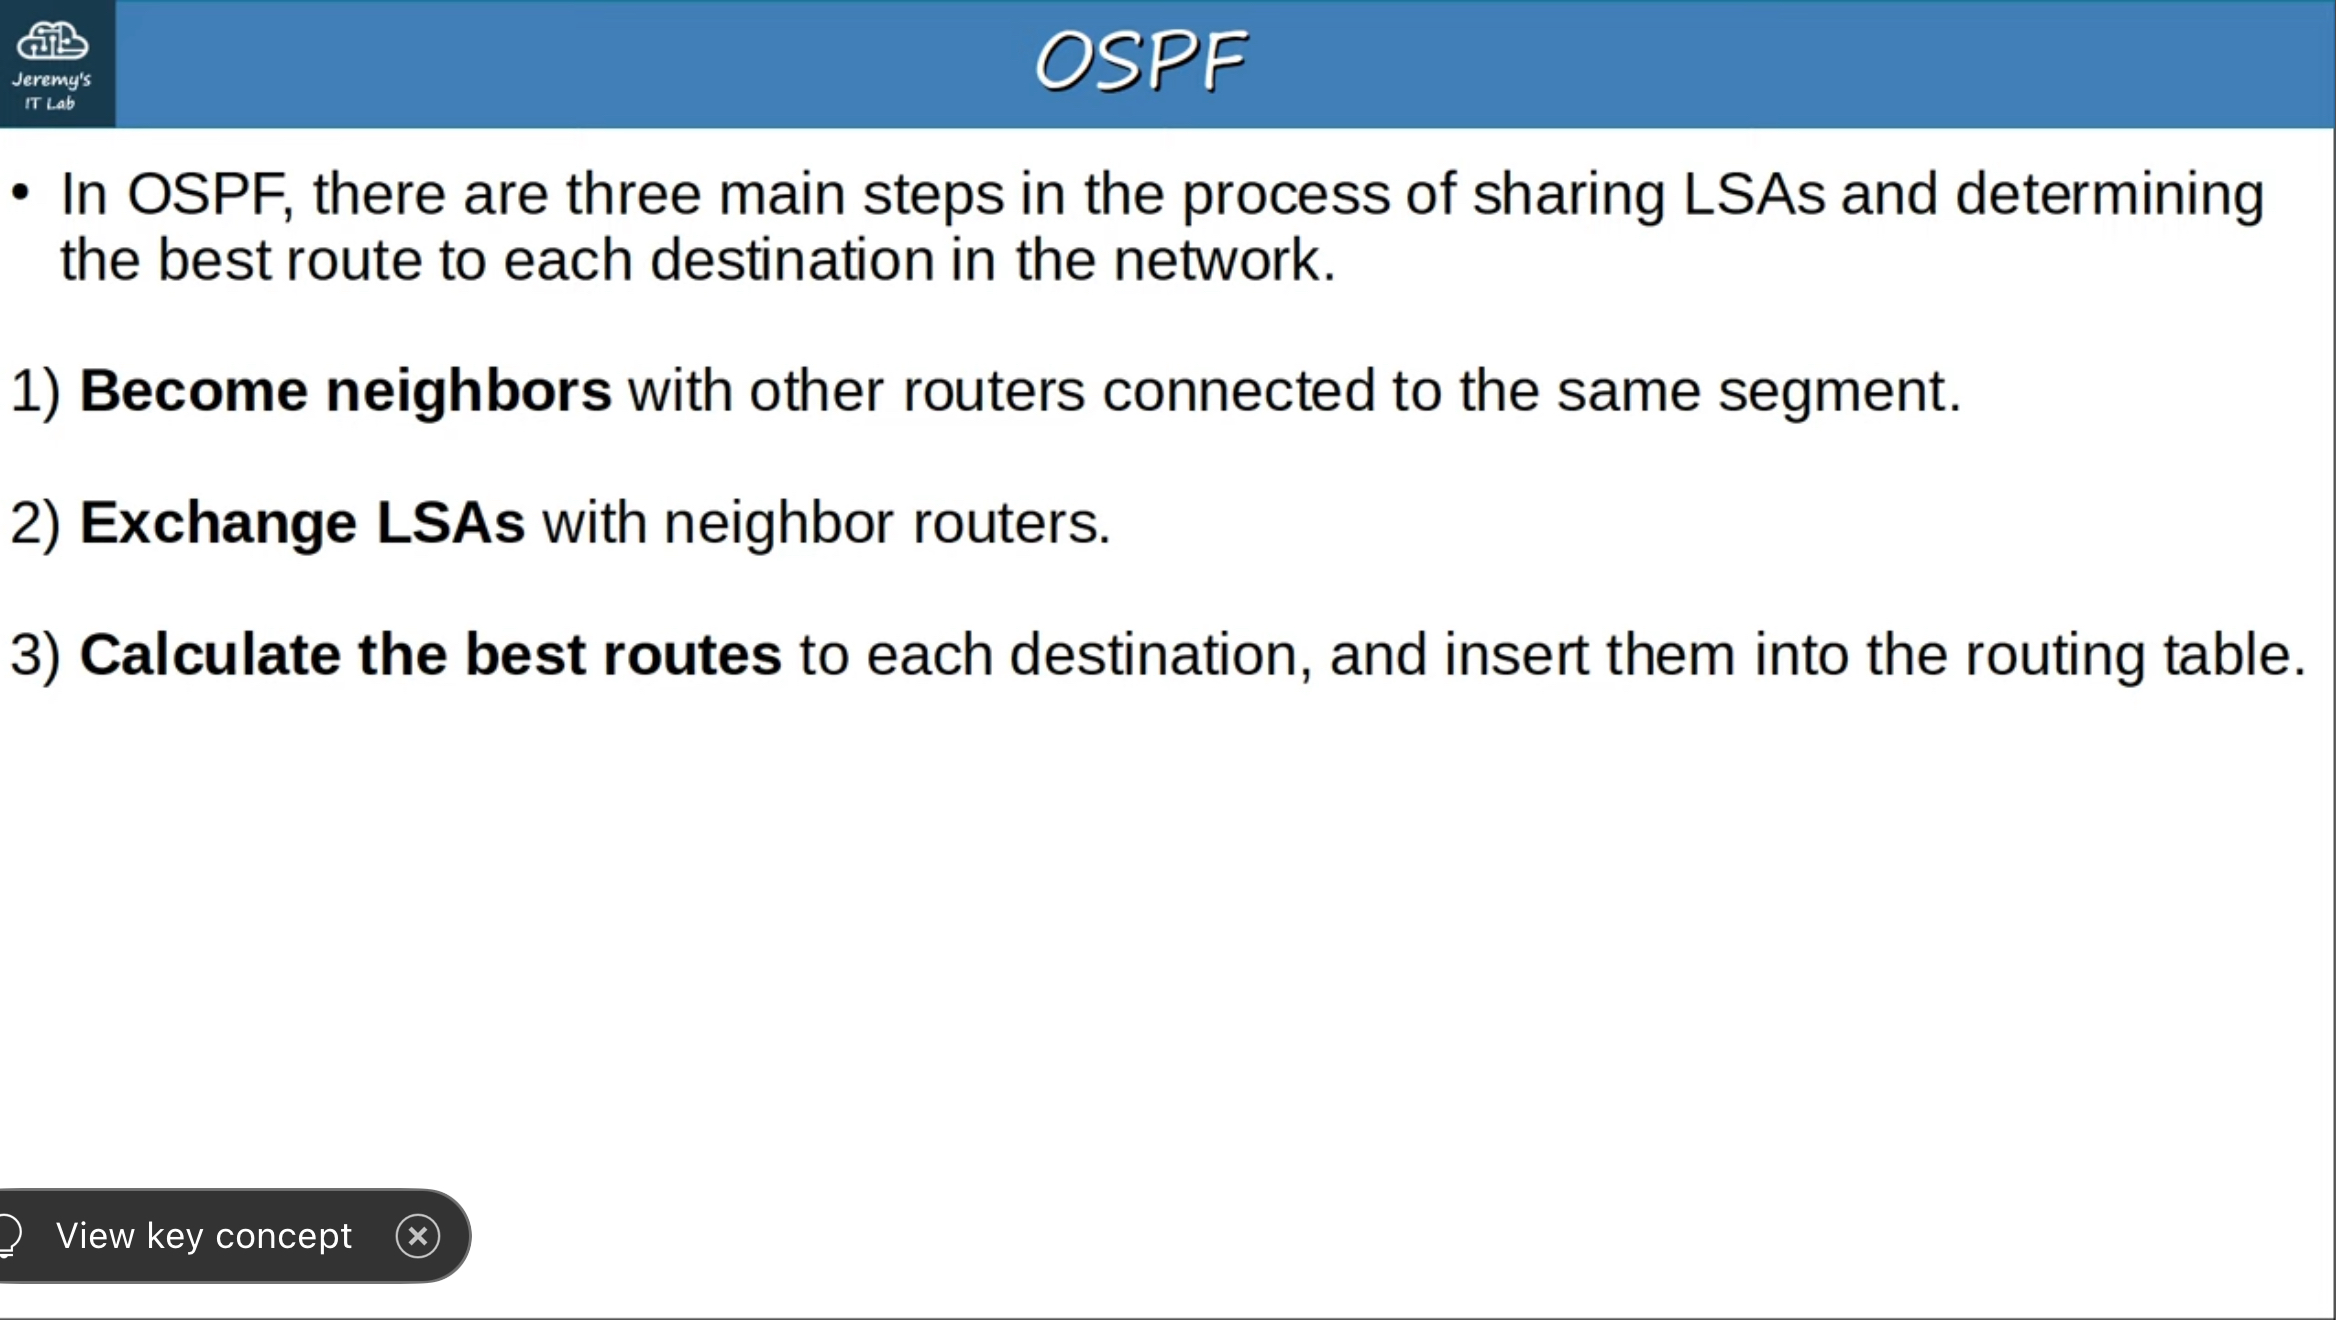 Jeremy's
IT Lab
OSPF
• In OSPF, there are three main steps in the process of sharing LSAs and determining
the best route to each destination in the network.
1) Become neighbors with other routers connected to the same segment.
2) Exchange LSAs with neighbor routers.
3) Calculate the best routes to each destination, and insert them into the routing table.
View key concept